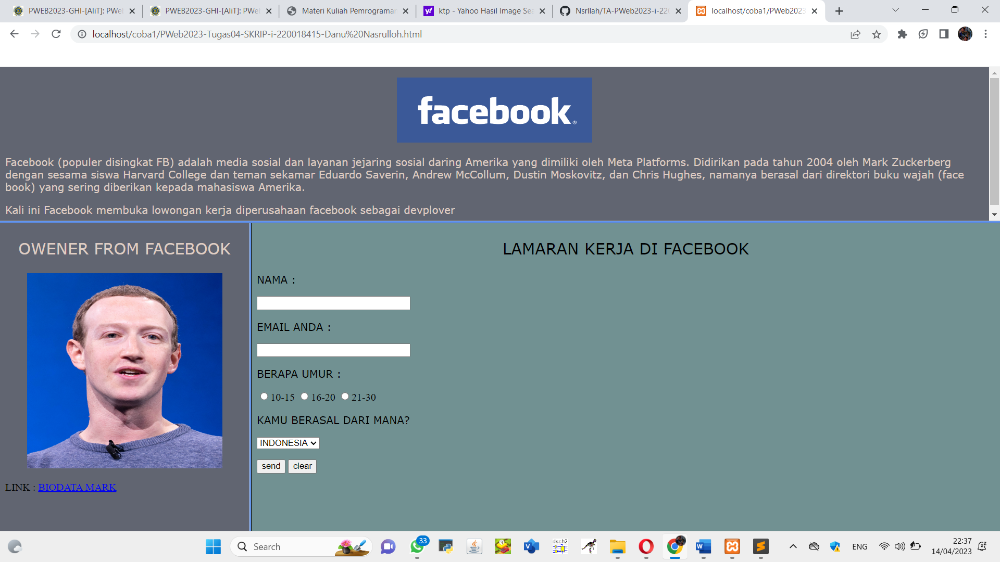 PWEB2023-GHI-[AliT]: PWeb
PWEB2023-GHI-[AliT]: PWeb
Materi Kuliah Pemrograman
ktp - Yahoo Hasil Image Sea
Nsrllah/TA-PWeb2023-i-220
localhost/coba1/PWeb2023
localhost/coba1/PWeb2023-Tugas04-SKRIP-i-220018415-Danu%20Nasrulloh.html
facebook®
Facebook (populer disingkat FB) adalah media sosial dan layanan jejaring sosial daring Amerika yang dimiliki oleh Meta Platforms. Didirikan pada tahun 2004 oleh Mark Zuckerberg
dengan sesama siswa Harvard College dan teman sekamar Eduardo Saverin, Andrew McCollum, Dustin Moskovitz, dan Chris Hughes, namanya berasal dari direktori buku wajah (face
book) yang sering diberikan kepada mahasiswa Amerika.
Kali ini Facebook membuka lowongan kerja diperusahaan facebook sebagai devplover
OWENER FROM FACEBOOK
LINK : BIODATA MARK
LAMARAN KERJA DI FACEBOOK
NAMA :
EMAIL ANDA :
BERAPA UMUR :
10-15 16-20 21-30
KAMU BERASAL DARI MANA?
INDONESIA
send clear
Search
33
dsch2
ENG
22:37
14/04/2023